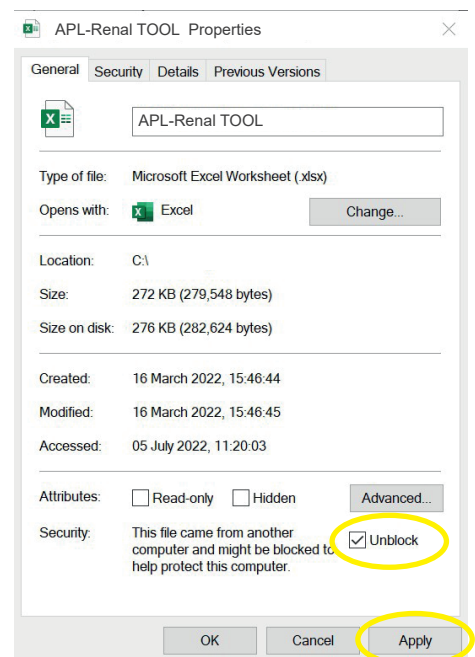 APL-Renal TOOL Properties
General Security Details Previous Versions
APL-Renal TOOL
Type of file: Microsoft Excel Worksheet (.xlsx)
Opens with: Excel Change...
Location: C:\
Size: 272 KB (279,548 bytes)
Size on disk: 276 KB (282,624 bytes)
Created: 16 March 2022, 15:46:44
Modified: 16 March 2022, 15:46:45
Accessed: 05 July 2022, 11:20:03
Attributes: Read-only Hidden Advanced...
Security: This file came from another Unblock
computer and might be blocked to
help protect this computer.
OK Cancel Apply